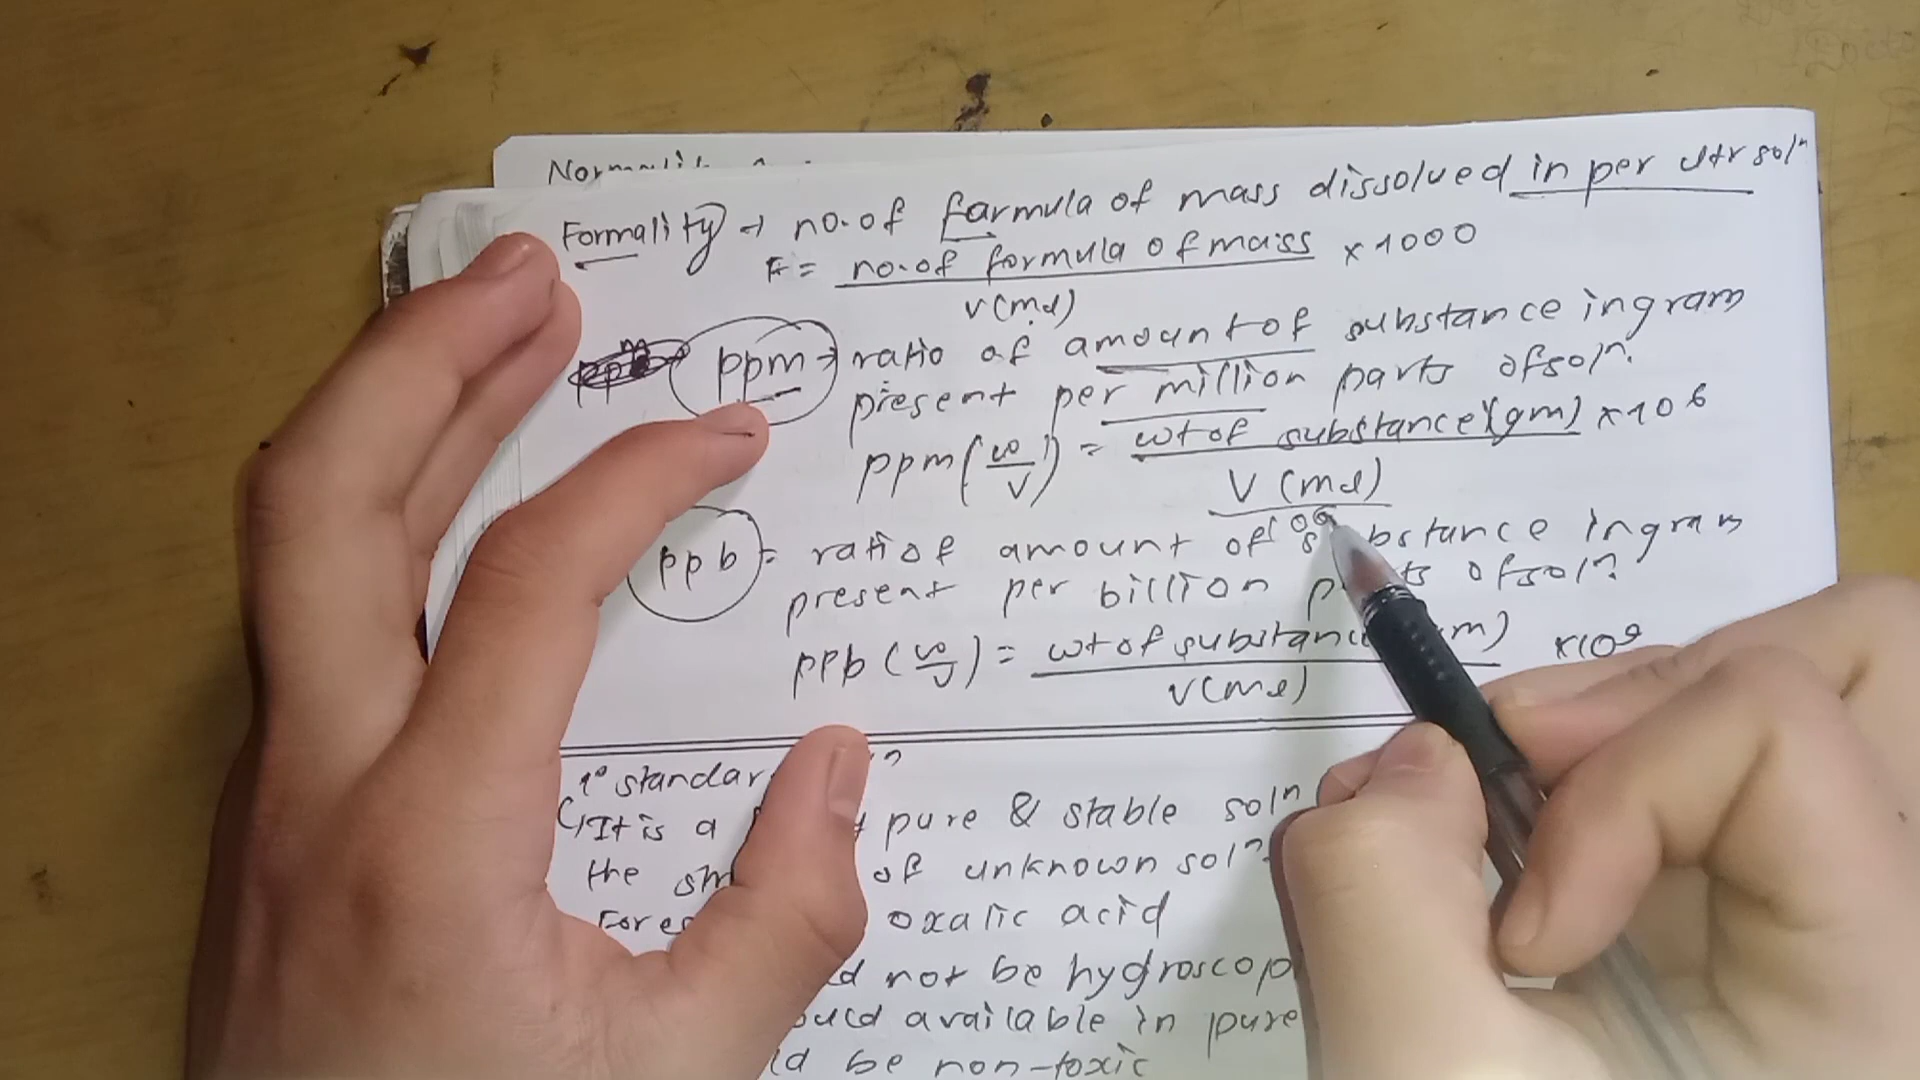 Formality → no. of formula of mass dissolved in per ltr solⁿ
F = no. of formula of mass × 1000
V(ml)
ppm → ratio of amount of substance in gram
present per million parts of solⁿ.
ppm (w/V) = wt of substance (gm) × 10⁶
V (ml)
ppb = ratio of amount of substance in gram
present per billion of solⁿ.
ppb (w/V) = wt of substance ×10⁹
V(ml)
1° standar
It is a pure & stable solⁿ
the of unknown solⁿ.
For oxalic acid
not be hygroscop
available in pure
be non-toxic